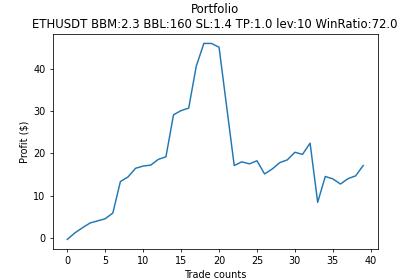 Portfolio
ETHUSDT BBM:2.3 BBL:160 SL:1.4 TP:1.0 lev:10 WinRatio:72.0
Profit ($)
40
30
20
10
0
0 5 10 15 20 25 30 35 40
Trade counts